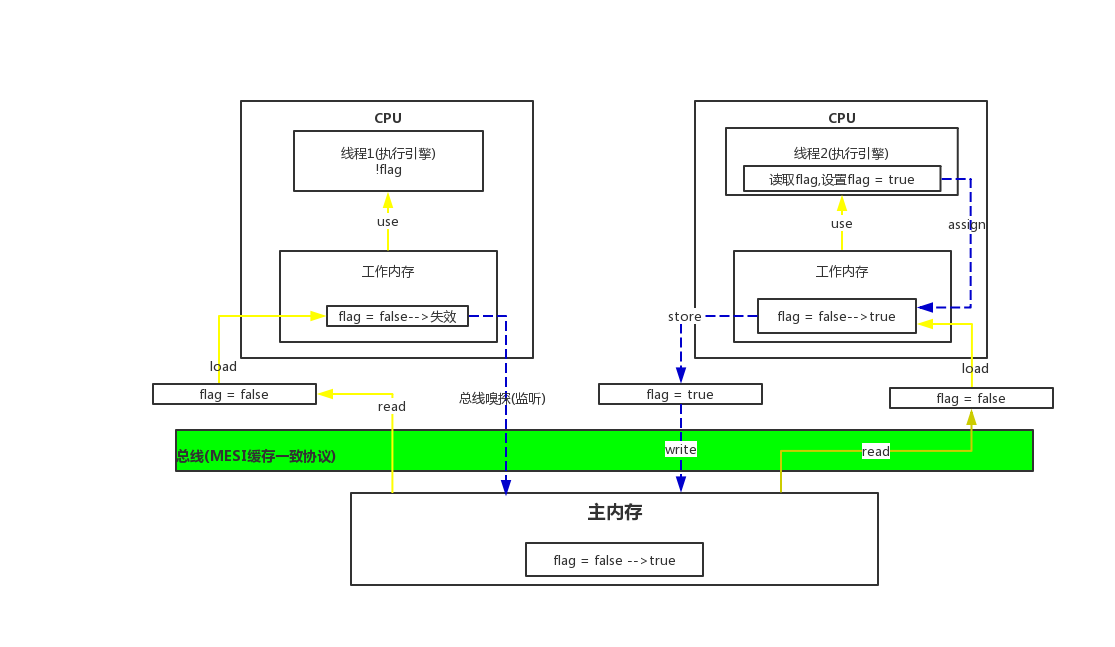 CPU
线程1(执行引擎)
!flag
use
工作内存
flag = false-->失效
load
flag = false
read
总线嗅探(监听)
CPU
线程2(执行引擎)
读取flag,设置flag = true
use
assign
工作内存
flag = false-->true
store
load
flag = true
flag = false
总线(MESI缓存一致协议)
write
read
主内存
flag = false -->true